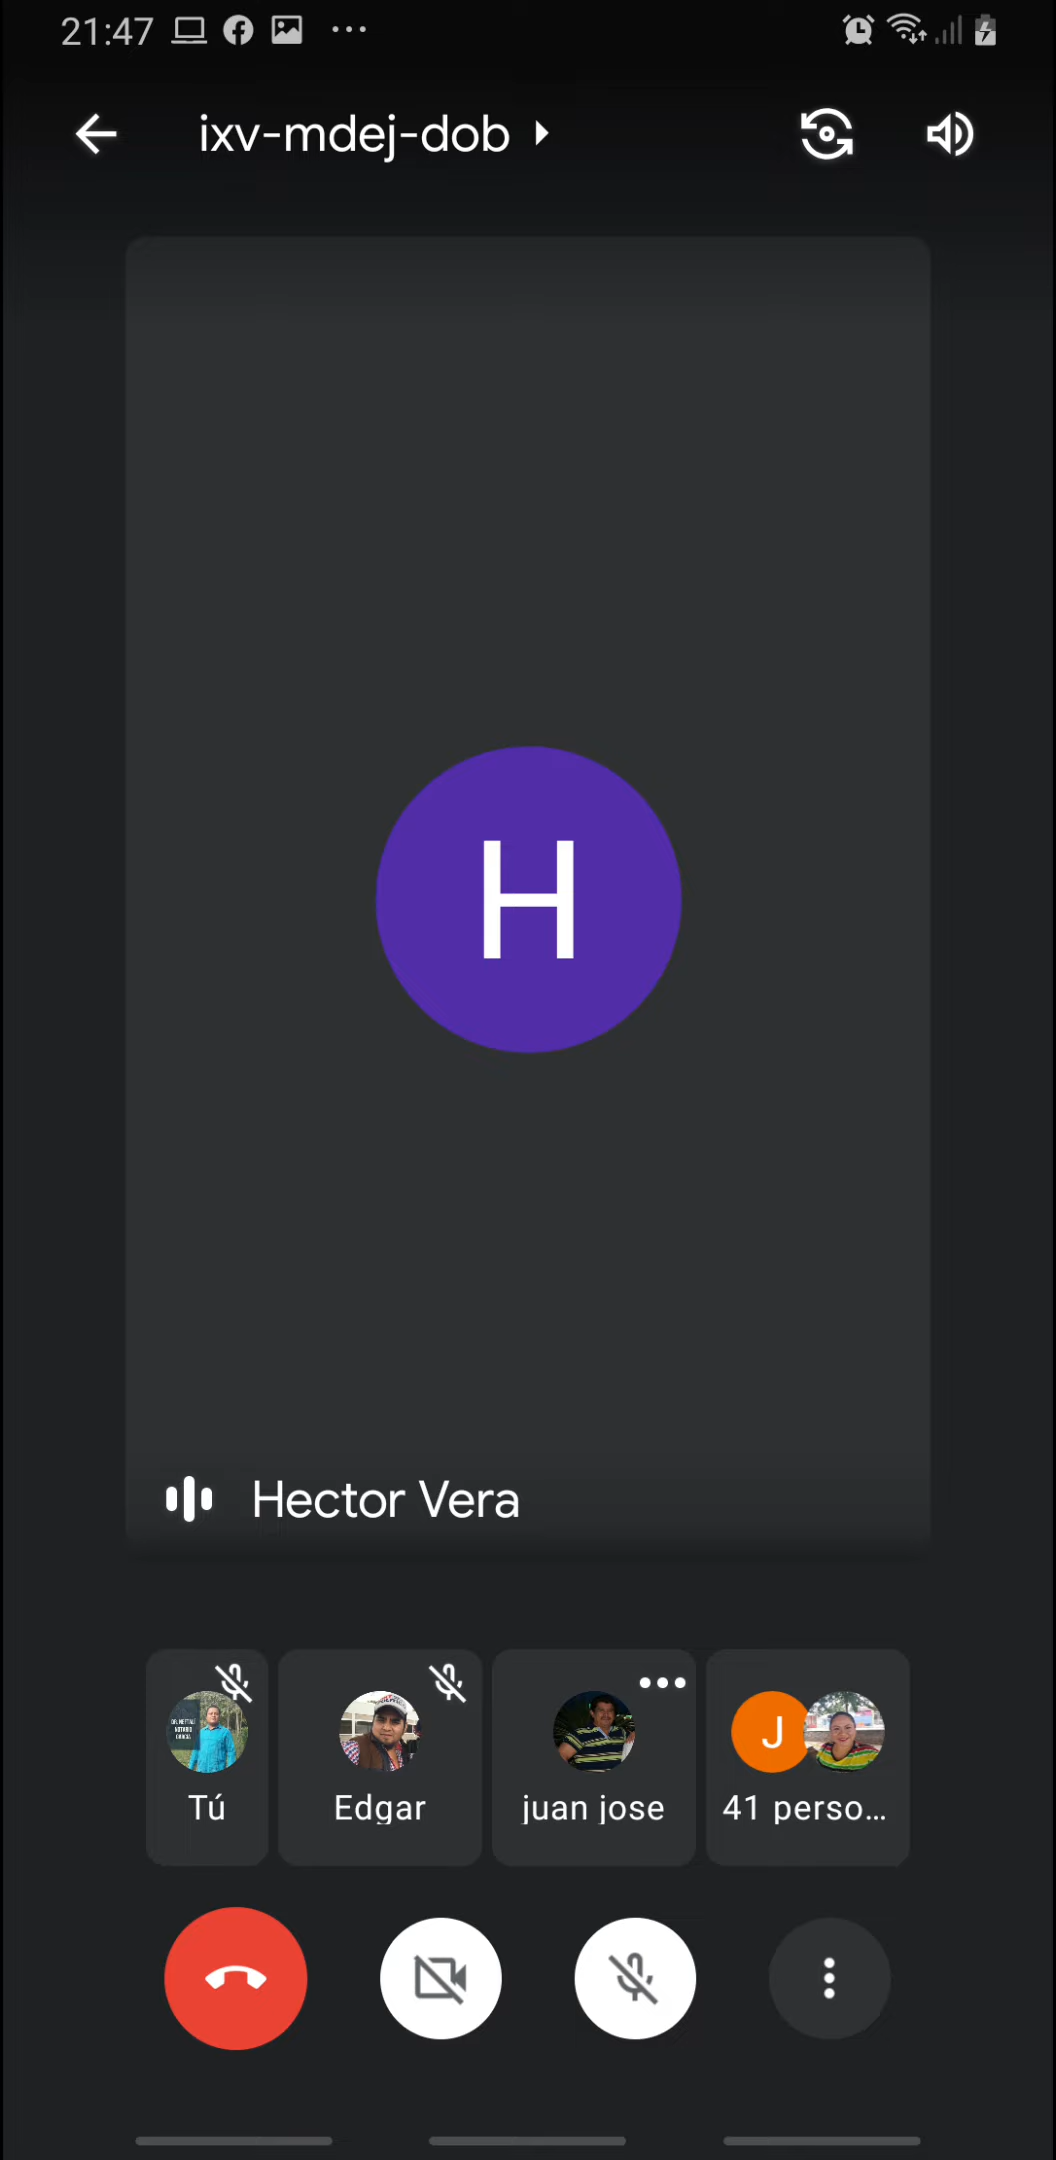 21:47
ixv-mdej-dob
H
Hector Vera
Tú
Edgar
juan jose
J
41 perso...